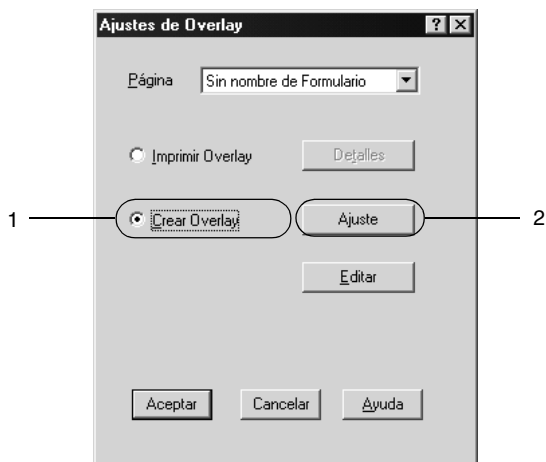 Ajustes de Overlay
Página Sin nombre de Formulario
Imprimir Overlay Detalles
1 Crear Overlay Ajuste 2
Editar
Aceptar Cancelar Ayuda